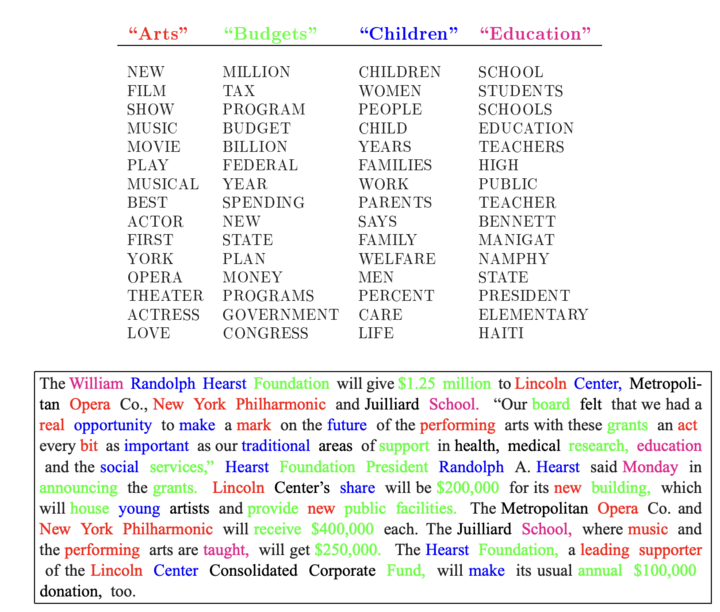 “Arts” “Budgets” “Children” “Education”
NEW MILLION CHILDREN SCHOOL
FILM TAX WOMEN STUDENTS
SHOW PROGRAM PEOPLE SCHOOLS
MUSIC BUDGET CHILD EDUCATION
MOVIE BILLION YEARS TEACHERS
PLAY FEDERAL FAMILIES HIGH
MUSICAL YEAR WORK PUBLIC
BEST SPENDING PARENTS TEACHER
ACTOR NEW SAYS BENNETT
FIRST STATE FAMILY MANIGAT
YORK PLAN WELFARE NAMPHY
OPERA MONEY MEN STATE
THEATER PROGRAMS PERCENT PRESIDENT
ACTRESS GOVERNMENT CARE ELEMENTARY
LOVE CONGRESS LIFE HAITI
The William Randolph Hearst Foundation will give $1.25 million to Lincoln Center, Metropoli-
tan Opera Co., New York Philharmonic and Juilliard School. “Our board felt that we had a
real opportunity to make a mark on the future of the performing arts with these grants an act
every bit as important as our traditional areas of support in health, medical research, education
and the social services,” Hearst Foundation President Randolph A. Hearst said Monday in
announcing the grants. Lincoln Center’s share will be $200,000 for its new building, which
will house young artists and provide new public facilities. The Metropolitan Opera Co. and
New York Philharmonic will receive $400,000 each. The Juilliard School, where music and
the performing arts are taught, will get $250,000. The Hearst Foundation, a leading supporter
of the Lincoln Center Consolidated Corporate Fund, will make its usual annual $100,000
donation, too.